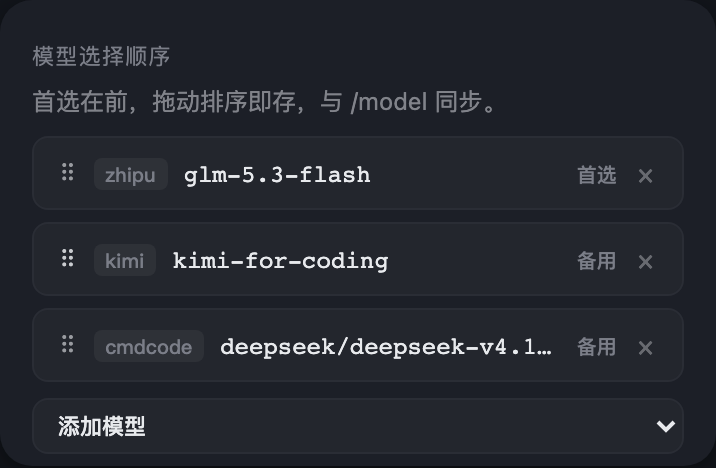 模型选择顺序
首选在前，拖动排序即存，与 /model 同步。
zhipu glm-5.3-flash 首选 ×
kimi kimi-for-coding 备用 ×
cmdcode deepseek/deepseek-v4.1… 备用 ×
添加模型